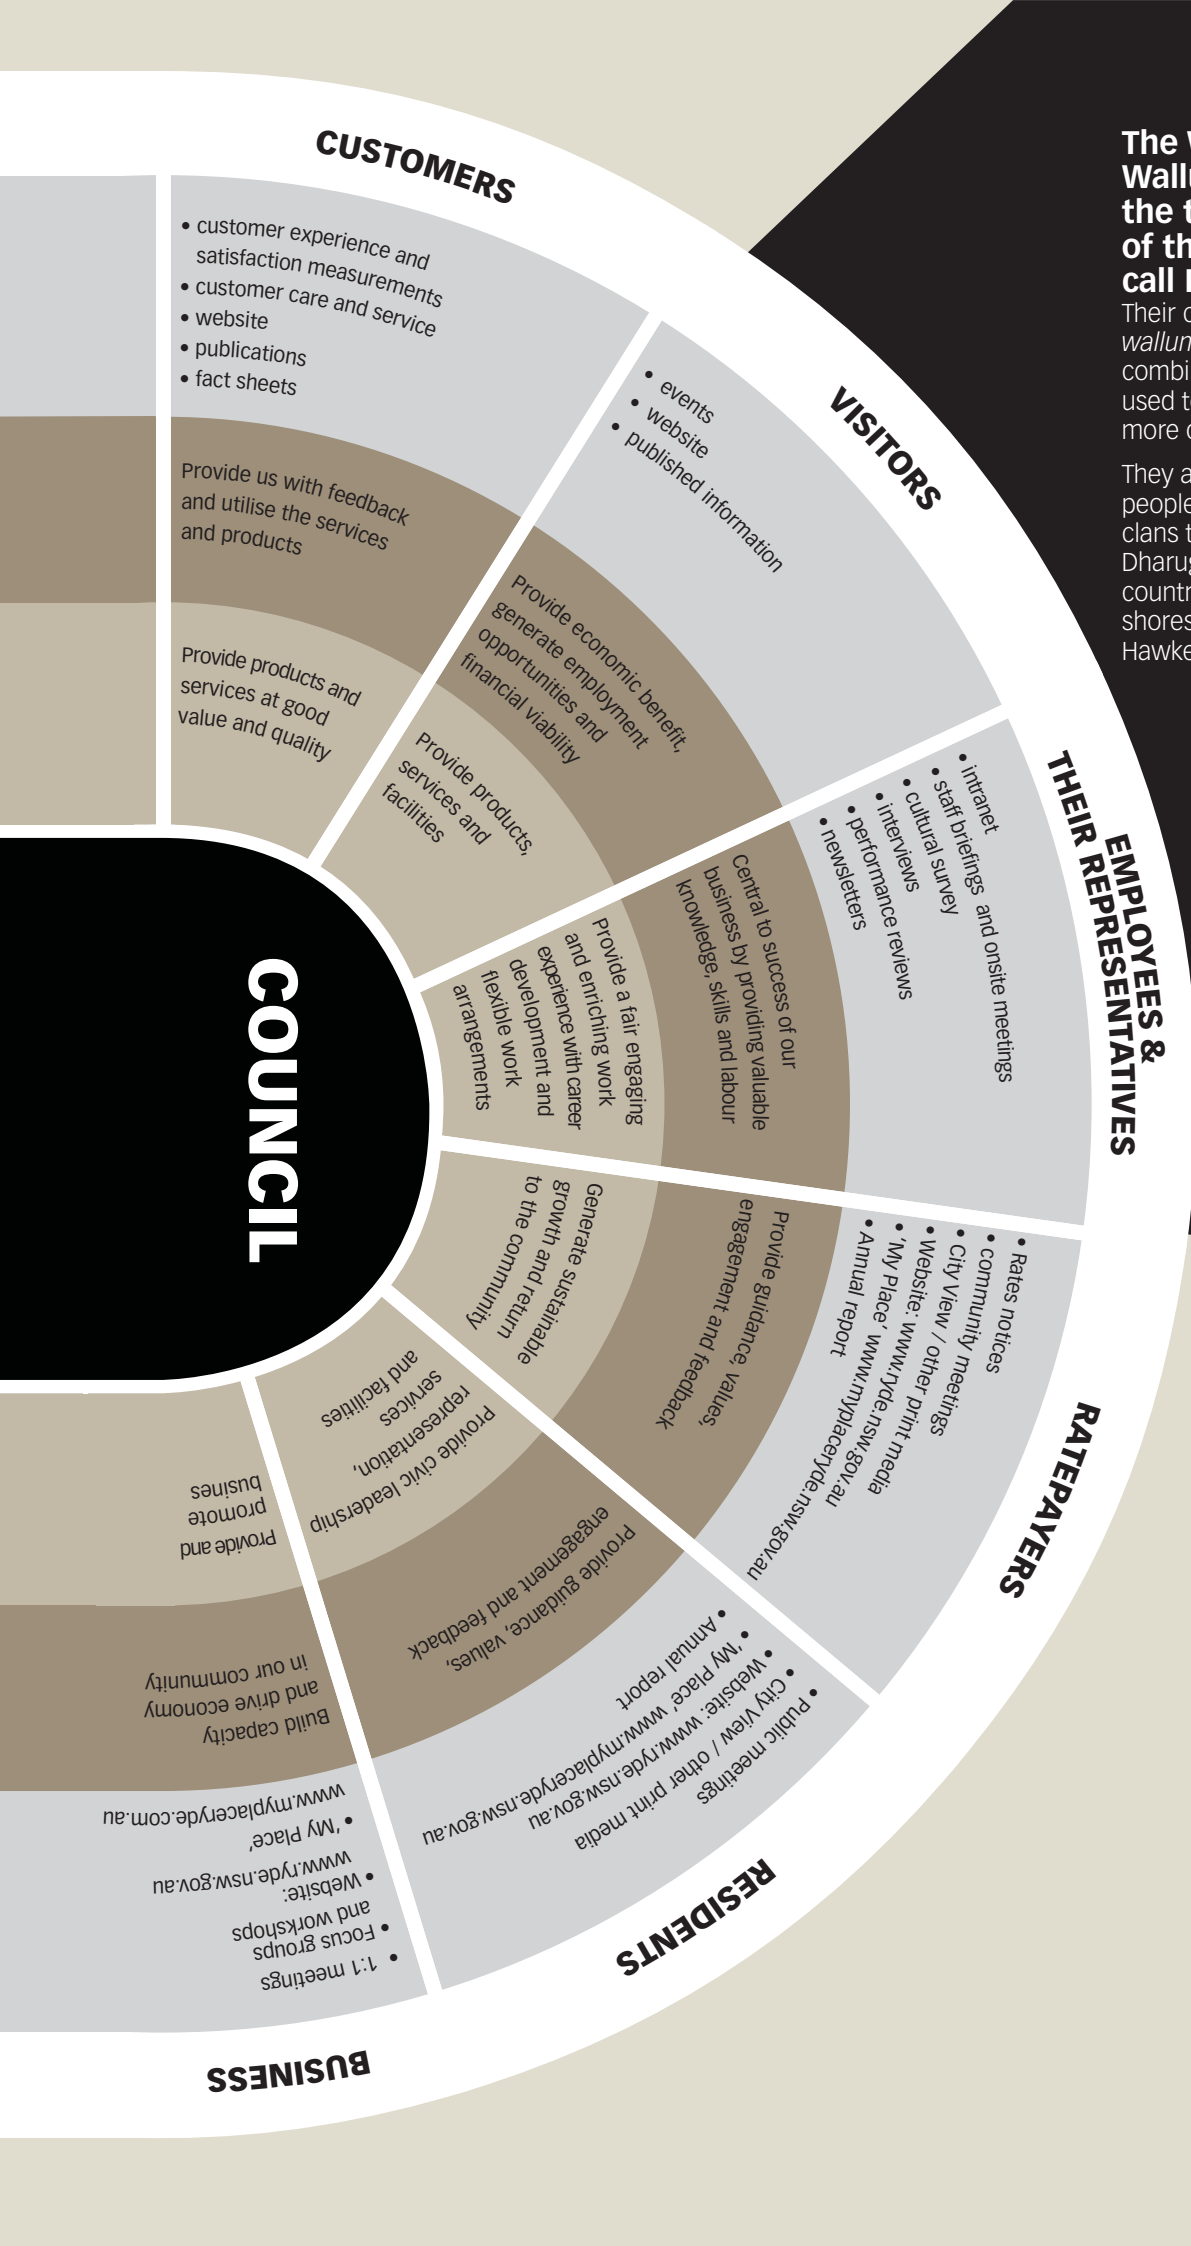 CUSTOMERS
• customer experience and
satisfaction measurements
• customer care and service
• website
• publications
• fact sheets
Provide us with feedback
and utilise the services
and products
Provide products and
services at good
value and quality
VISITORS
• events
• website
• published information
Provide economic benefit,
generate employment
opportunities and
financial viability
Provide products,
services and
facilities
EMPLOYEES &
THEIR REPRESENTATIVES
• intranet
• staff briefings and onsite meetings
• cultural survey
• interviews
• performance reviews
• newsletters
Central to success of our
business by providing valuable
knowledge, skills and labour
Provide a fair engaging
and enriching work
experience with career
development and
flexible work
arrangements
RATEPAYERS
• Rates notices
• community meetings
• City View / other print media
• Website: www.ryde.nsw.gov.au
• 'My Place' www.myplaceryde.nsw.gov.au
• Annual report
Provide guidance, values,
engagement and feedback
Generate sustainable
growth and return
to the community
RESIDENTS
• Public meetings
• City View / other print media
• Website: www.ryde.nsw.gov.au
• 'My Place' www.myplaceryde.nsw.gov.au
• Annual report
Provide guidance, values,
engagement and feedback
Provide civic leadership
representation,
services
and facilities
BUSINESS
• 1:1 meetings
• Focus groups
and workshops
• Website:
www.ryde.nsw.gov.au
• 'My Place'
www.myplaceryde.com.au
Build capacity
and drive economy
in our community
Provide and
promote
busines
COUNCIL
The
the
of
call
Their
used
more
They
people
clans